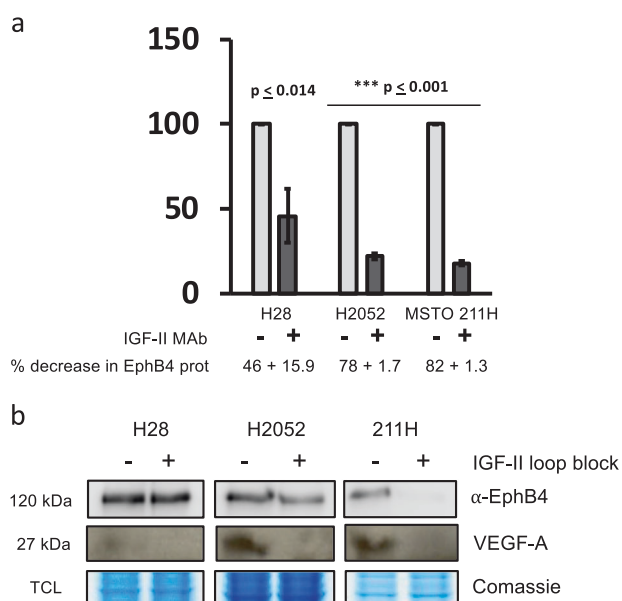 a
150
100
50
0
p ≤ 0.014
*** p ≤ 0.001
H28 H2052 MSTO 211H
IGF-II MAb - + - + - +
% decrease in EphB4 prot 46 + 15.9 78 + 1.7 82 + 1.3
b
H28 H2052 211H
- + - + - + IGF-II loop block
120 kDa α-EphB4
27 kDa VEGF-A
TCL Comassie